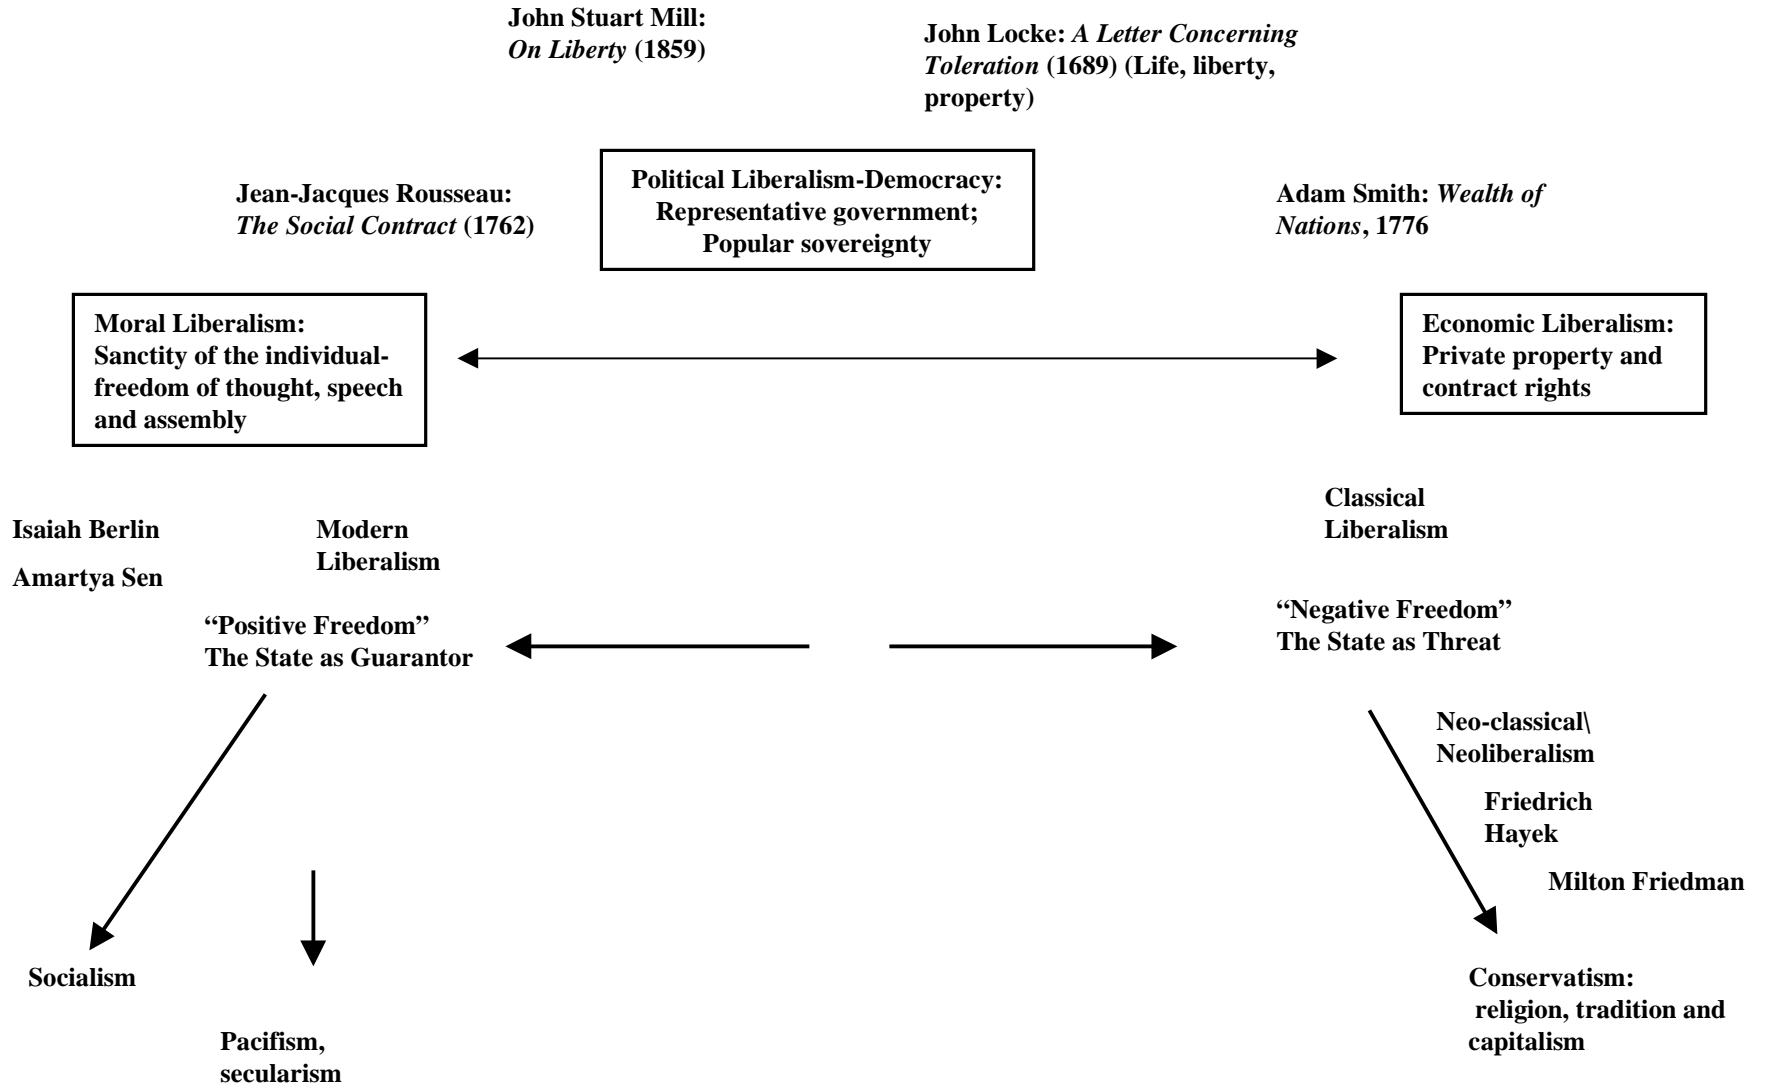 John Stuart Mill:
On Liberty (1859)
John Locke: A Letter Concerning
Toleration (1689) (Life, liberty,
property)
Jean-Jacques Rousseau:
The Social Contract (1762)
Political Liberalism-Democracy:
Representative government;
Popular sovereignty
Adam Smith: Wealth of
Nations, 1776
Moral Liberalism:
Sanctity of the individual-
freedom of thought, speech
and assembly
Economic Liberalism:
Private property and
contract rights
Isaiah Berlin
Amartya Sen
Modern
Liberalism
Classical
Liberalism
“Positive Freedom”
The State as Guarantor
“Negative Freedom”
The State as Threat
Neo-classical\
Neoliberalism
Friedrich
Hayek
Milton Friedman
Socialism
Pacifism,
secularism
Conservatism:
religion, tradition and
capitalism